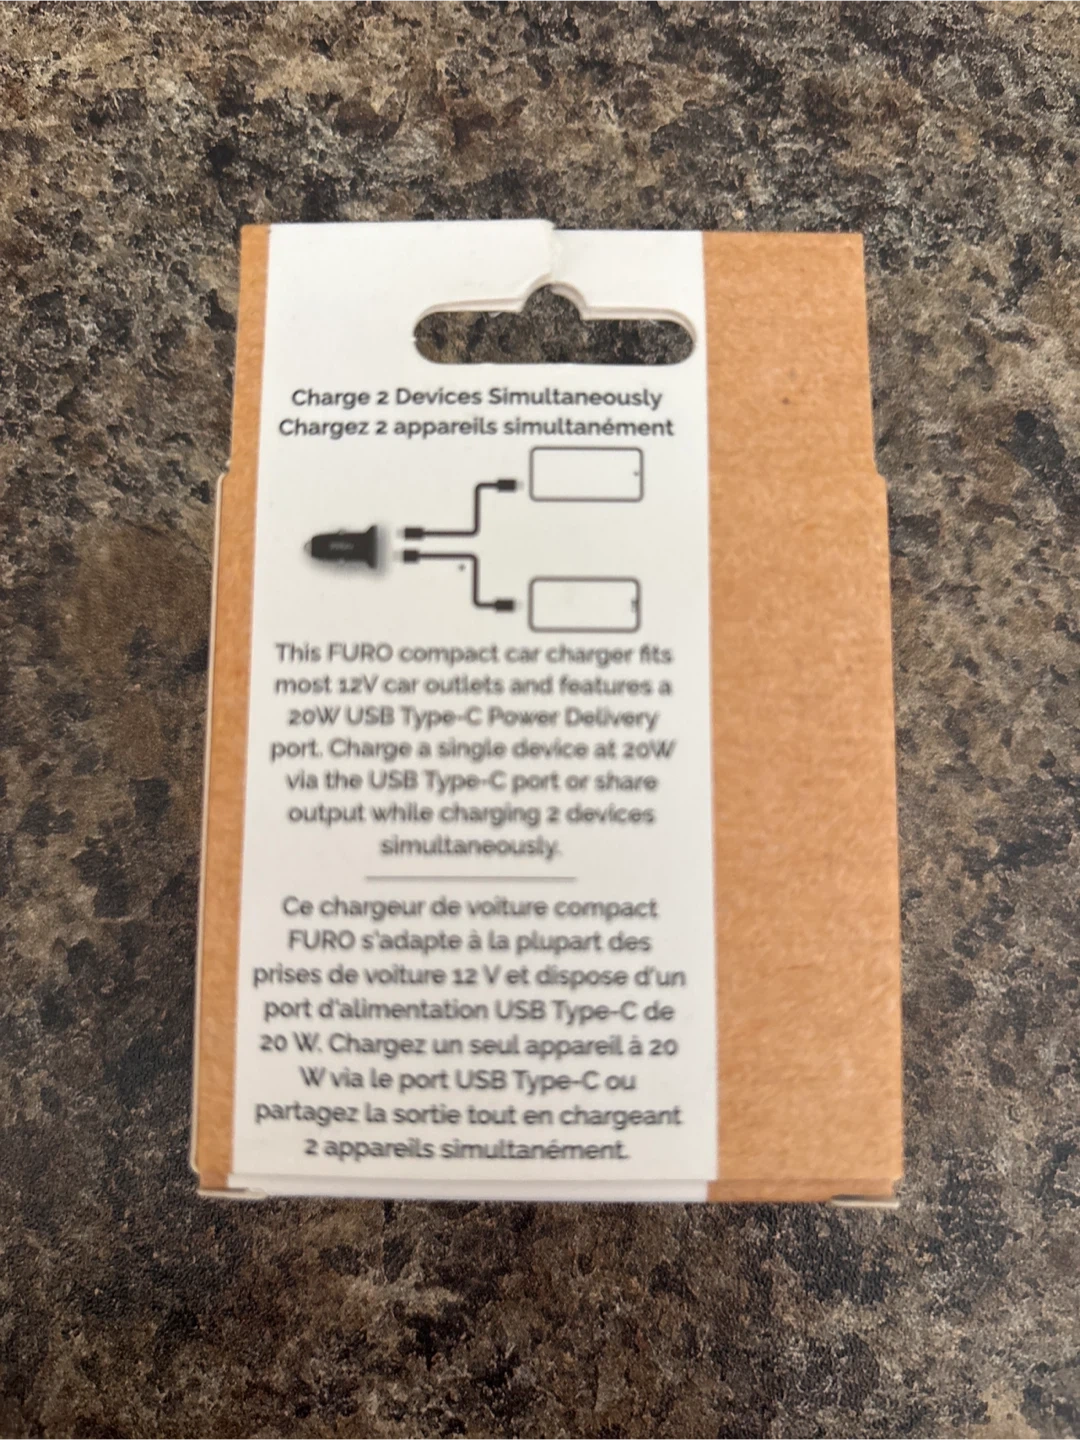 Charge 2 Devices Simultaneously
Chargez 2 appareils simultanément
This FURO compact car charger fits
most 12V car outlets and features a
20W USB Type-C Power Delivery
port. Charge a single device at 20W
via the USB Type-C port or share
output while charging 2 devices
simultaneously.
Ce chargeur de voiture compact
FURO s'adapte à la plupart des
prises de voiture 12 V et dispose d'un
port d'alimentation USB Type-C de
20 W. Chargez un seul appareil à 20
W via le port USB Type-C ou
partagez la sortie tout en chargeant
2 appareils simultanément.